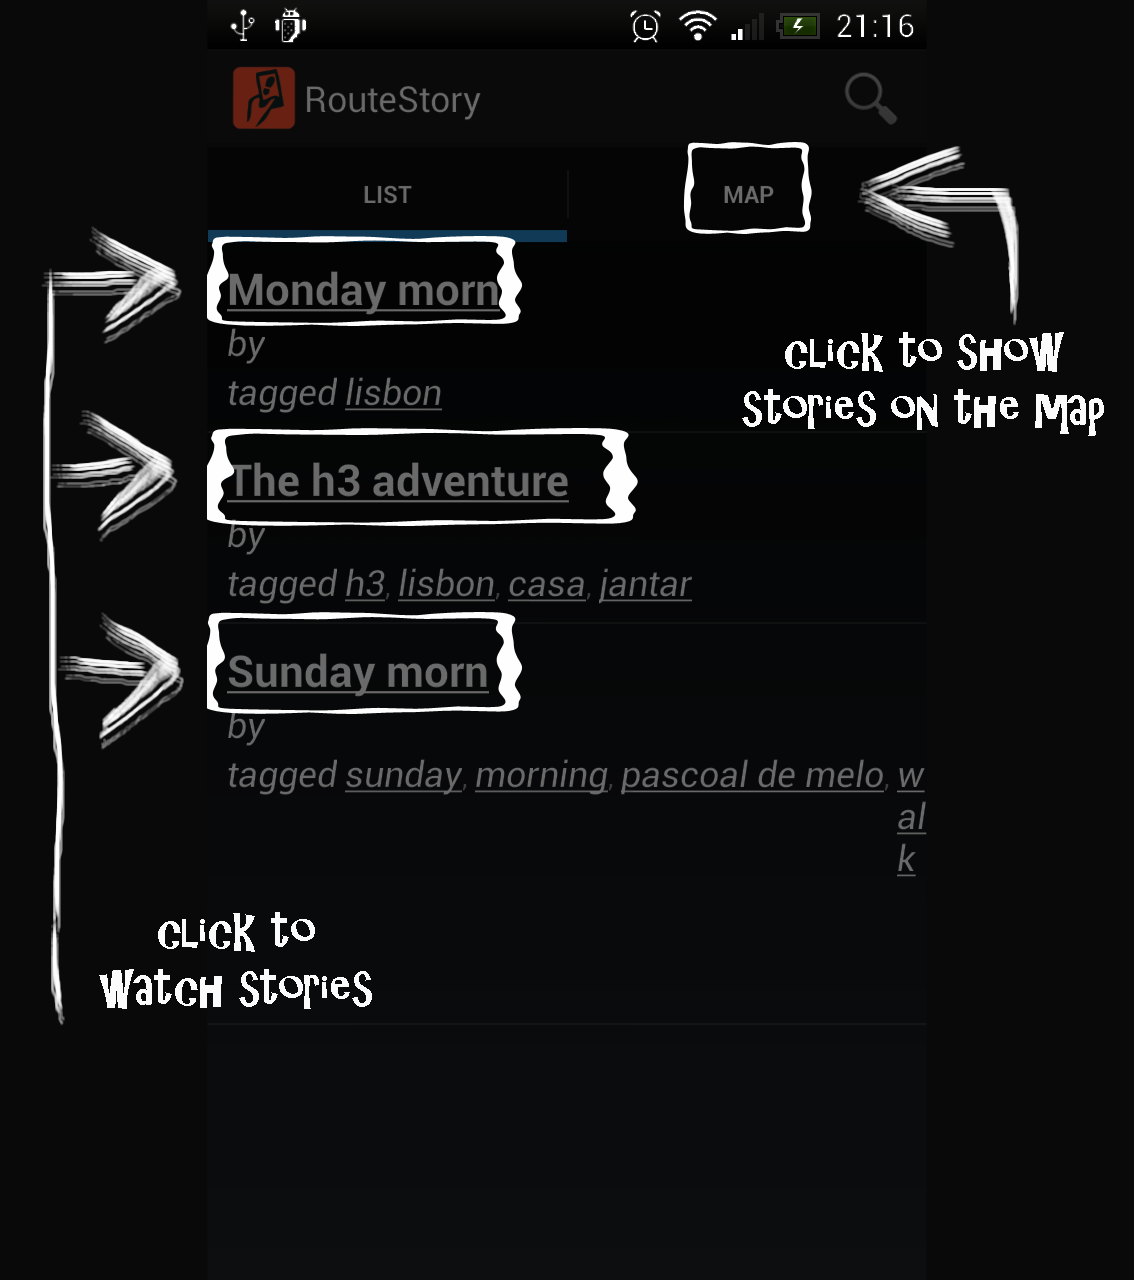 21:16
RouteStory
LIST MAP
Monday morn
by
tagged lisbon
CLiCK to SHOW
StorieS ON tHe Map
The h3 adventure
by
tagged h3, lisbon, casa, jantar
Sunday morn
by
tagged sunday, morning, pascoal de melo, w
al
k
CLiCK to
WatCH StorieS